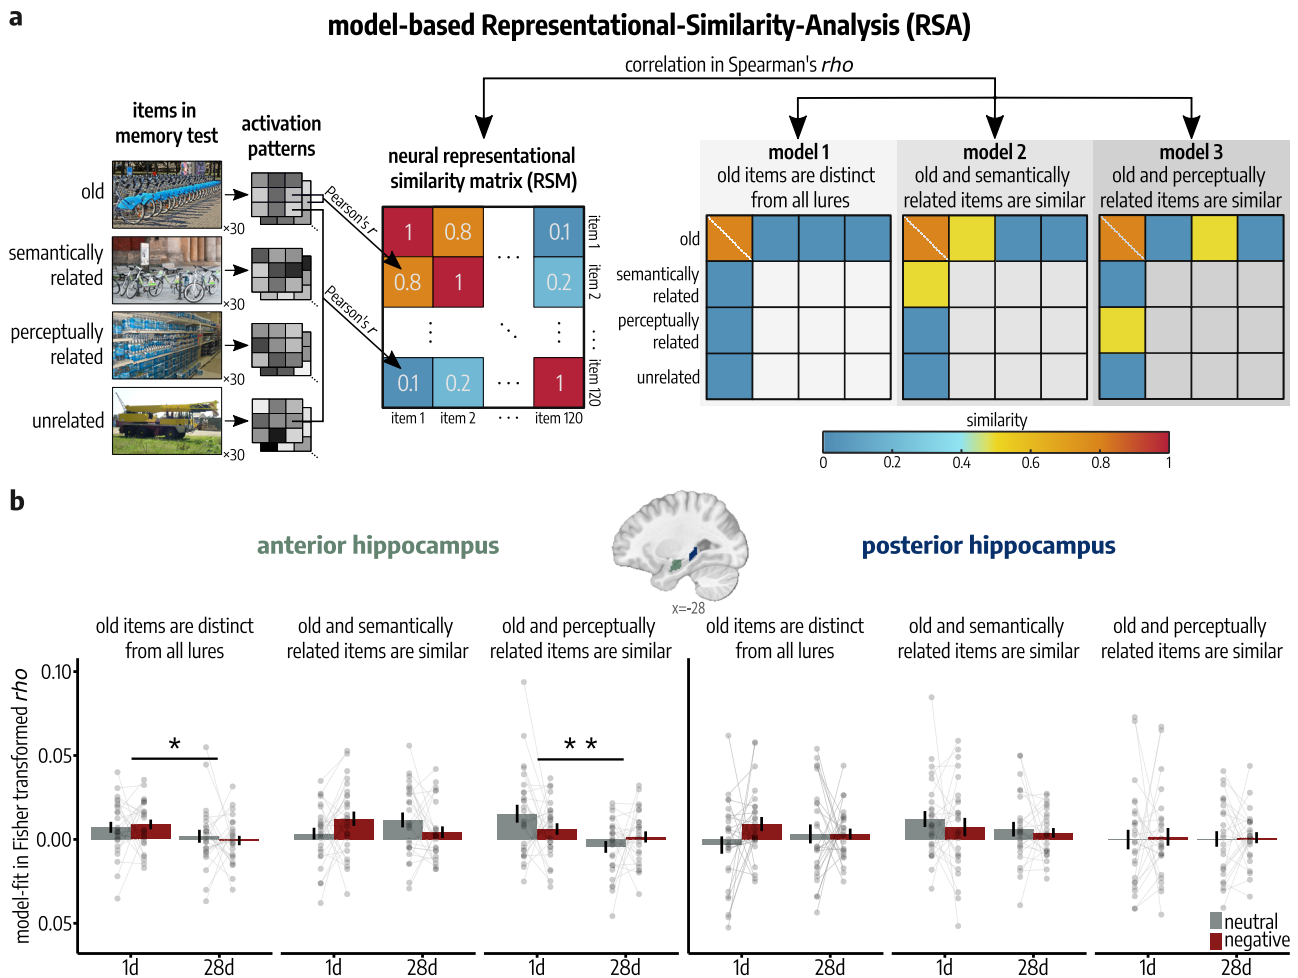 a
model-based Representational-Similarity-Analysis (RSA)
correlation in Spearman's rho
items in
memory test
activation
patterns
old
×30
semantically
related
×30
perceptually
related
×30
unrelated
×30
Pearson's r
Pearson's r
neural representational
similarity matrix (RSM)
1 0.8 ... 0.1
0.8 1 0.2
⋮ ⋱ ⋮
0.1 0.2 ... 1
item 1
item 2
...
item 120
item 1 item 2 ... item 120
model 1
old items are distinct
from all lures
model 2
old and semantically
related items are similar
model 3
old and perceptually
related items are similar
old
semantically
related
perceptually
related
unrelated
similarity
0 0.2 0.4 0.6 0.8 1
b
anterior hippocampus
posterior hippocampus
x=-28
old items are distinct
from all lures
old and semantically
related items are similar
old and perceptually
related items are similar
old items are distinct
from all lures
old and semantically
related items are similar
old and perceptually
related items are similar
model-fit in Fisher transformed rho
0.10
0.05
0.00
0.05
*
* *
1d 28d 1d 28d 1d 28d 1d 28d 1d 28d 1d 28d
neutral
negative